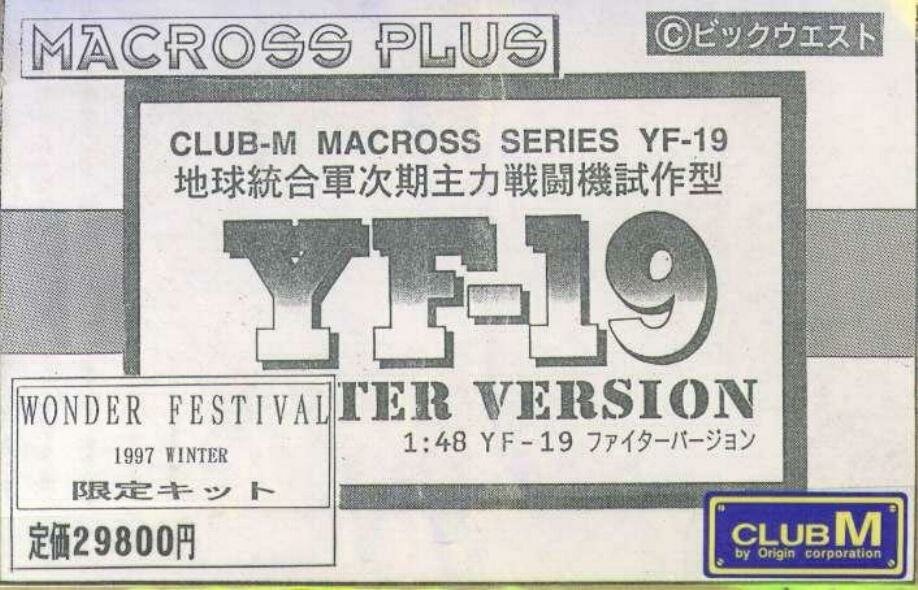 MACROSS PLUS
©ビックウエスト
CLUB-M MACROSS SERIES YF-19
地球統合軍次期主力戦闘機試作型
YF-19
TER VERSION
1:48 YF-19 ファイターバージョン
WONDER FESTIVAL
1997 WINTER
限定キット
定価29800円
CLUB M
by Origin corporation